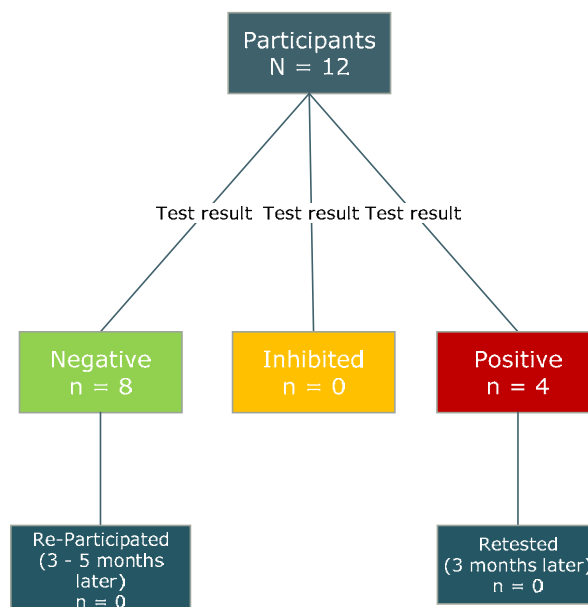 Participants
N = 12
Test result
Test result
Test result
Negative
n = 8
Inhibited
n = 0
Positive
n = 4
Re-Participated
(3 - 5 months
later)
n = 0
Retested
(3 months later)
n = 0